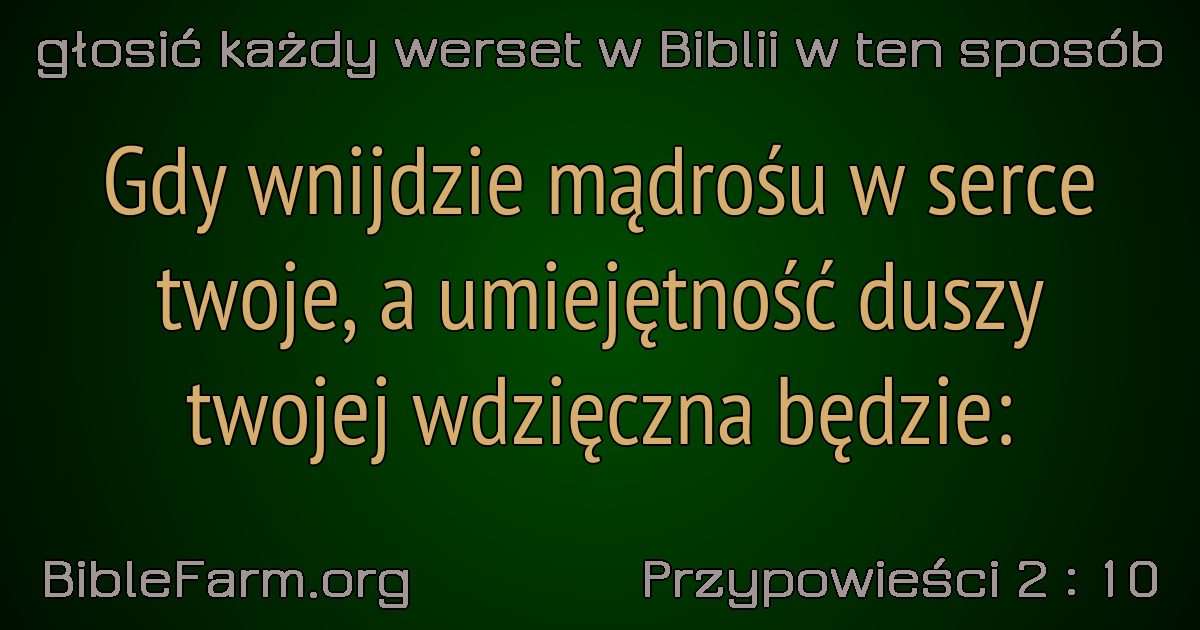 głosić każdy werset w Biblii w ten sposób
Gdy wnijdzie mądrośu w serce
twoje, a umiejętność duszy
twojej wdzięczna będzie:
BibleFarm.org
Przypowieści 2 : 10